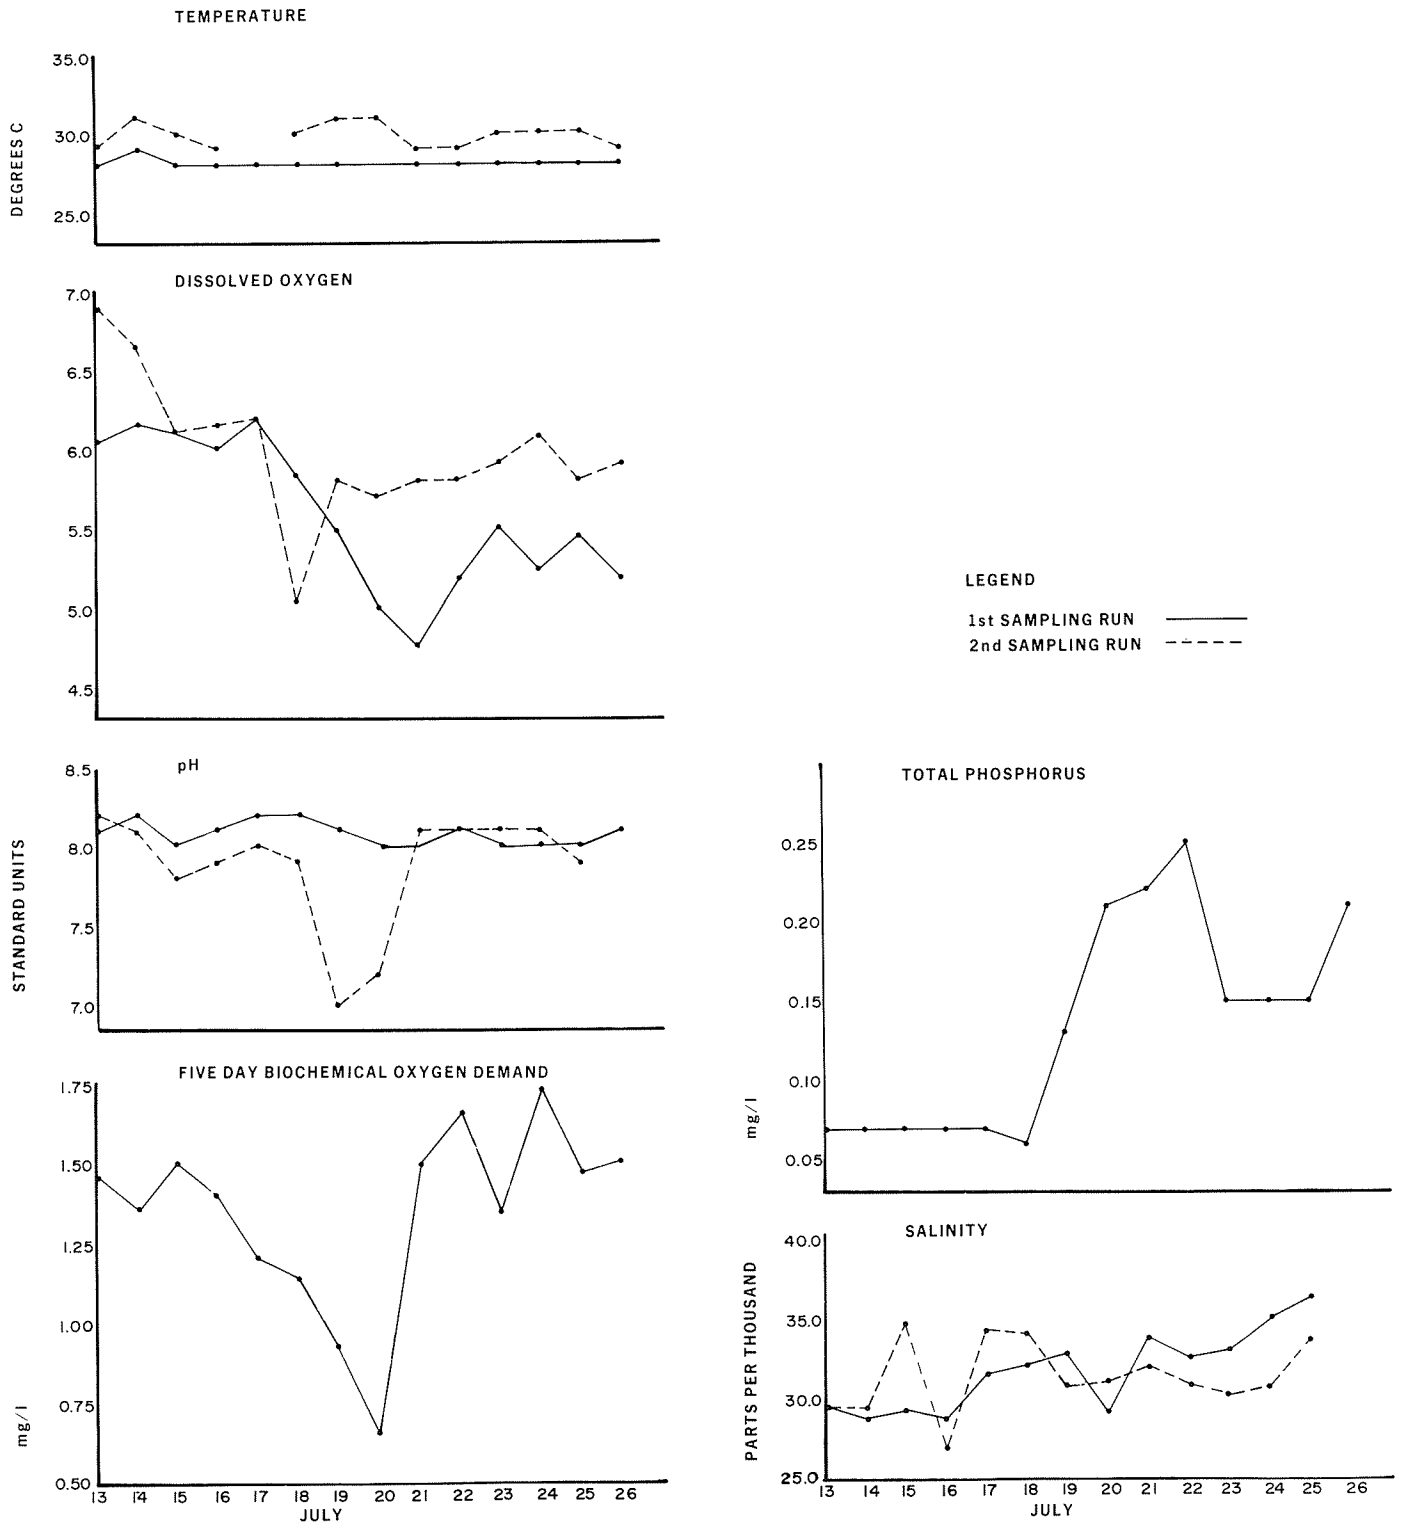 TEMPERATURE
35.0
30.0
25.0
DEGREES C
DISSOLVED OXYGEN
7.0
6.5
6.0
5.5
5.0
4.5
LEGEND
1st SAMPLING RUN
2nd SAMPLING RUN
pH
8.5
8.0
7.5
7.0
STANDARD UNITS
FIVE DAY BIOCHEMICAL OXYGEN DEMAND
1.75
1.50
1.25
1.00
0.75
0.50
mg/l
13 14 15 16 17 18 19 20 21 22 23 24 25 26
JULY
TOTAL PHOSPHORUS
0.25
0.20
0.15
0.10
0.05
mg/l
SALINITY
40.0
35.0
30.0
25.0
PARTS PER THOUSAND
13 14 15 16 17 18 19 20 21 22 23 24 25 26
JULY